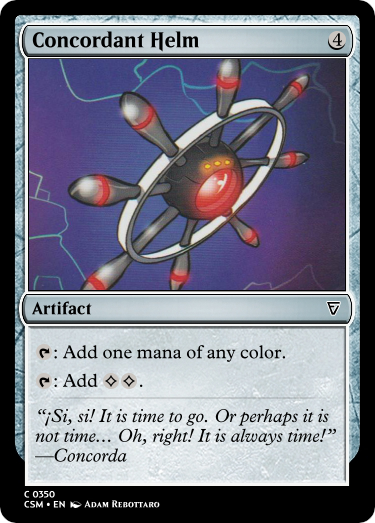 Concordant Helm 4
Artifact
: Add one mana of any color.
: Add .
“¡Si, si! It is time to go. Or perhaps it is
not time… Oh, right! It is always time!”
—Concorda
C 0350
CSM • EN Adam Rebottaro